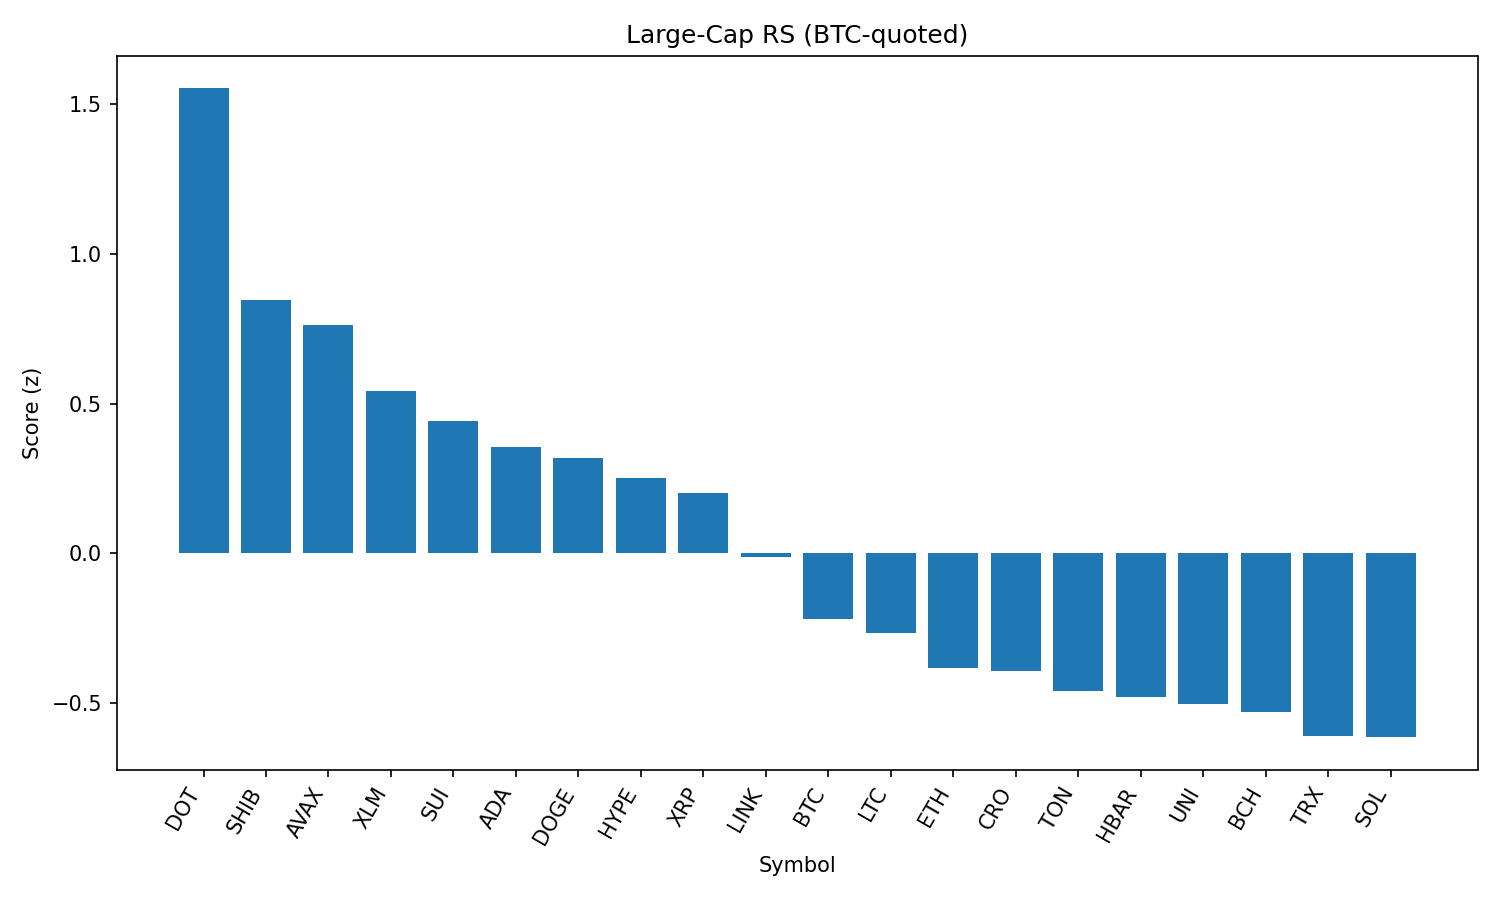 Large-Cap RS (BTC-quoted)
Score (z)
1.5
1.0
0.5
0.0
−0.5
DOT
SHIB
AVAX
XLM
SUI
ADA
DOGE
HYPE
XRP
LINK
BTC
LTC
ETH
CRO
TON
HBAR
UNI
BCH
TRX
SOL
Symbol